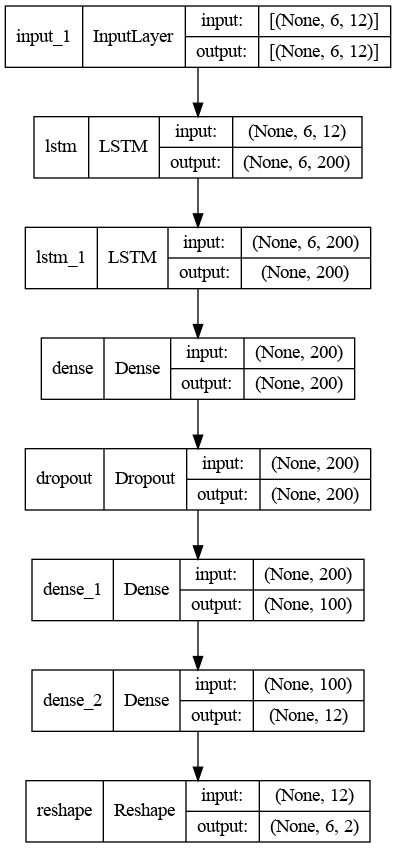 input_1 InputLayer input: [(None, 6, 12)]
output: [(None, 6, 12)]
lstm LSTM input: (None, 6, 12)
output: (None, 6, 200)
lstm_1 LSTM input: (None, 6, 200)
output: (None, 200)
dense Dense input: (None, 200)
output: (None, 200)
dropout Dropout input: (None, 200)
output: (None, 200)
dense_1 Dense input: (None, 200)
output: (None, 100)
dense_2 Dense input: (None, 100)
output: (None, 12)
reshape Reshape input: (None, 12)
output: (None, 6, 2)